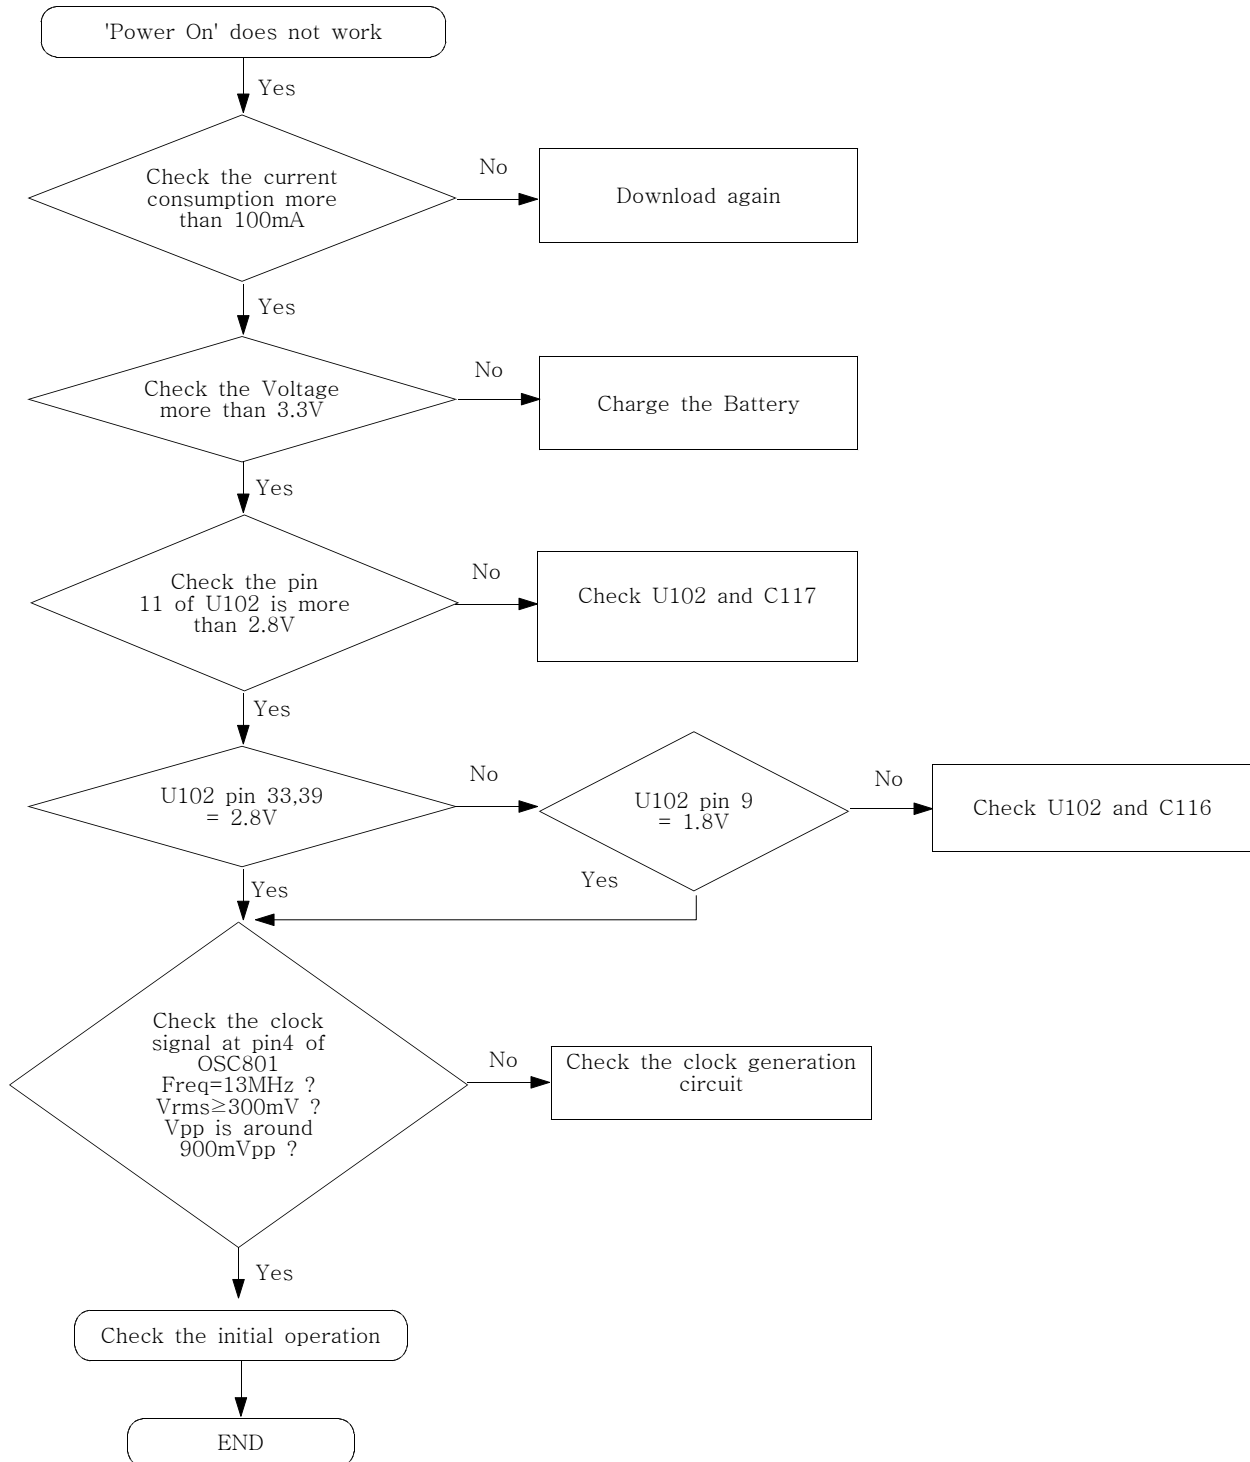 'Power On' does not work
Yes
Check the current
consumption more
than 100mA
No
Download again
Yes
Check the Voltage
more than 3.3V
No
Charge the Battery
Yes
Check the pin
11 of U102 is more
than 2.8V
No
Check U102 and C117
Yes
U102 pin 33,39
= 2.8V
No
U102 pin 9
= 1.8V
No
Check U102 and C116
Yes
Yes
Check the clock
signal at pin4 of
OSC801
Freq=13MHz ?
Vrms≥300mV ?
Vpp is around
900mVpp ?
No
Check the clock generation
circuit
Yes
Check the initial operation
END